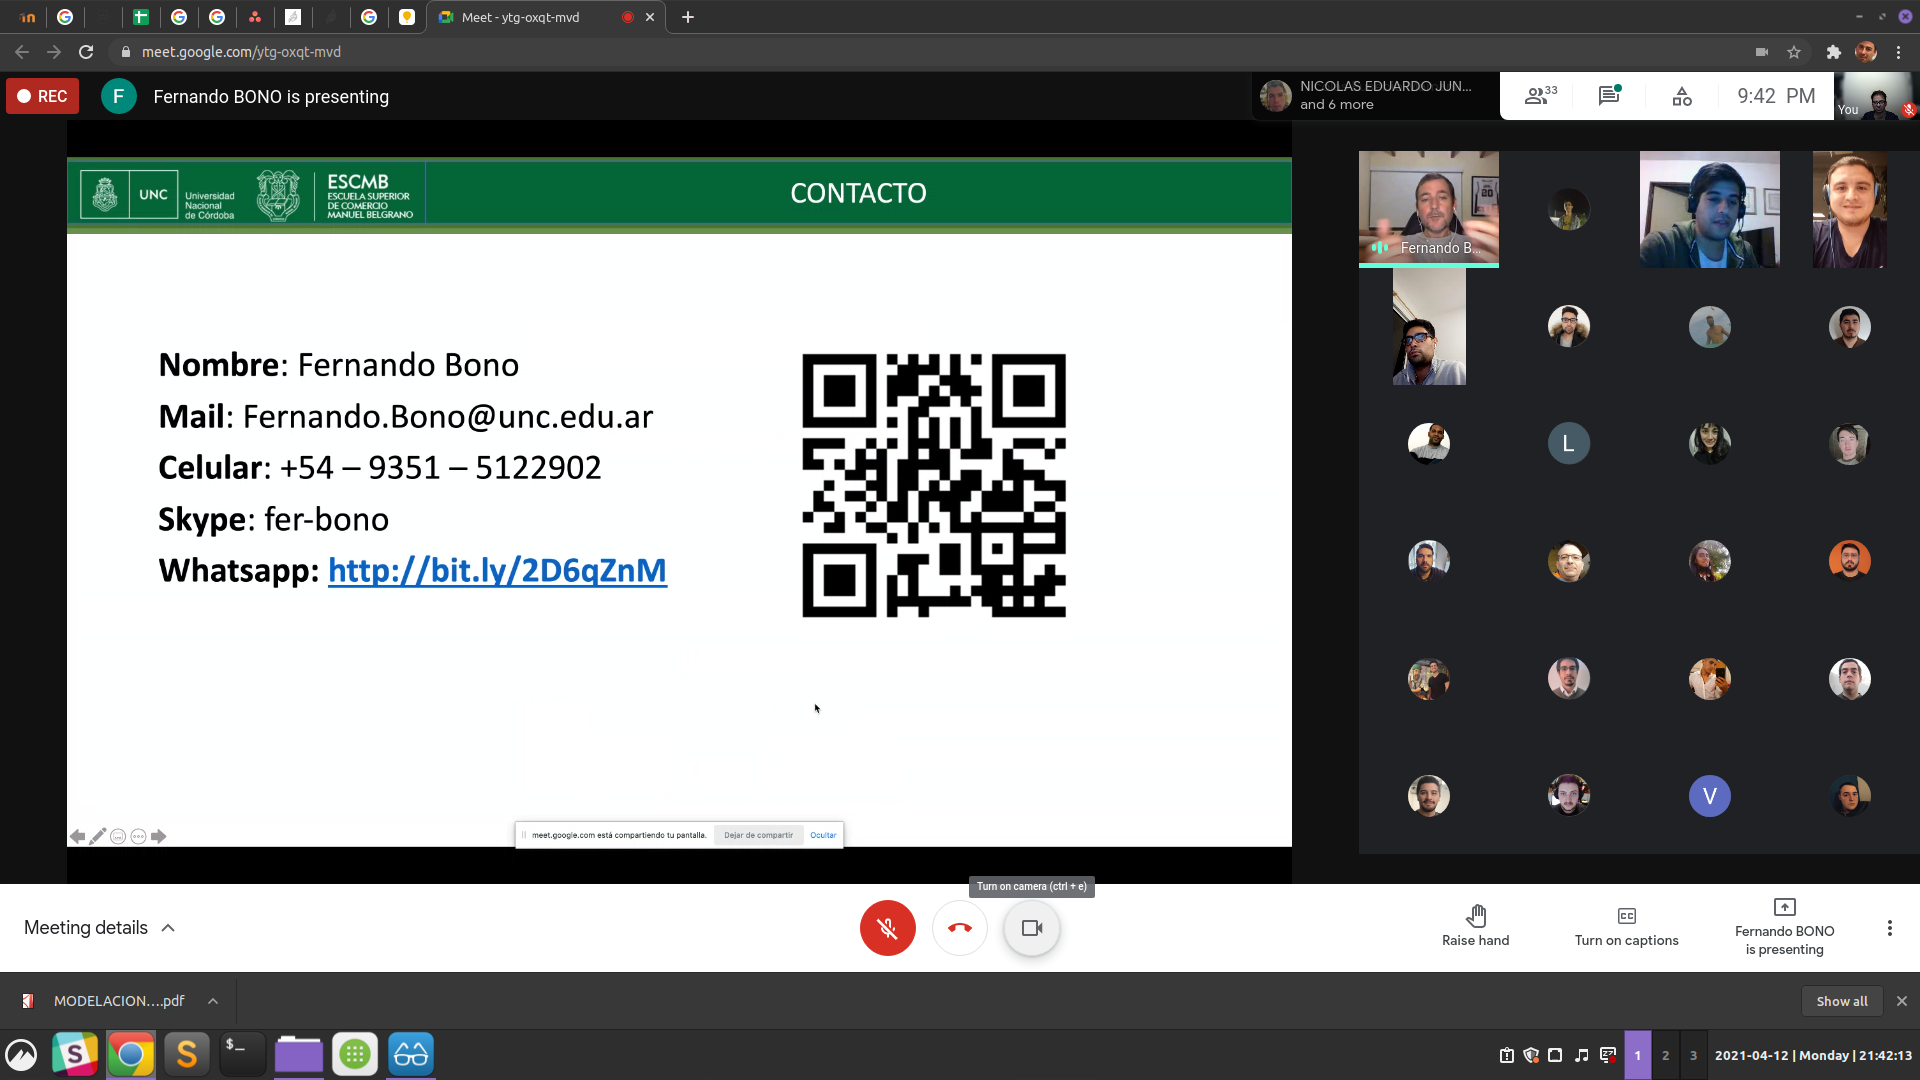 Meet - ytg-oxqt-mvd
meet.google.com/ytg-oxqt-mvd
REC
F
Fernando BONO is presenting
NICOLAS EDUARDO JUN...
and 6 more
33
9:42 PM
You
UNC
Universidad
Nacional
de Córdoba
ESCMB
ESCUELA SUPERIOR
DE COMERCIO
MANUEL BELGRANO
CONTACTO
Fernando B...
20
Nombre: Fernando Bono
Mail: Fernando.Bono@unc.edu.ar
Celular: +54 – 9351 – 5122902
Skype: fer-bono
Whatsapp: http://bit.ly/2D6qZnM
L
V
meet.google.com está compartiendo tu pantalla.
Dejar de compartir
Ocultar
Turn on camera (ctrl + e)
Meeting details
Raise hand
Turn on captions
Fernando BONO
is presenting
MODELACION....pdf
Show all
S
S
$_
1
2
3
2021-04-12 | Monday | 21:42:13